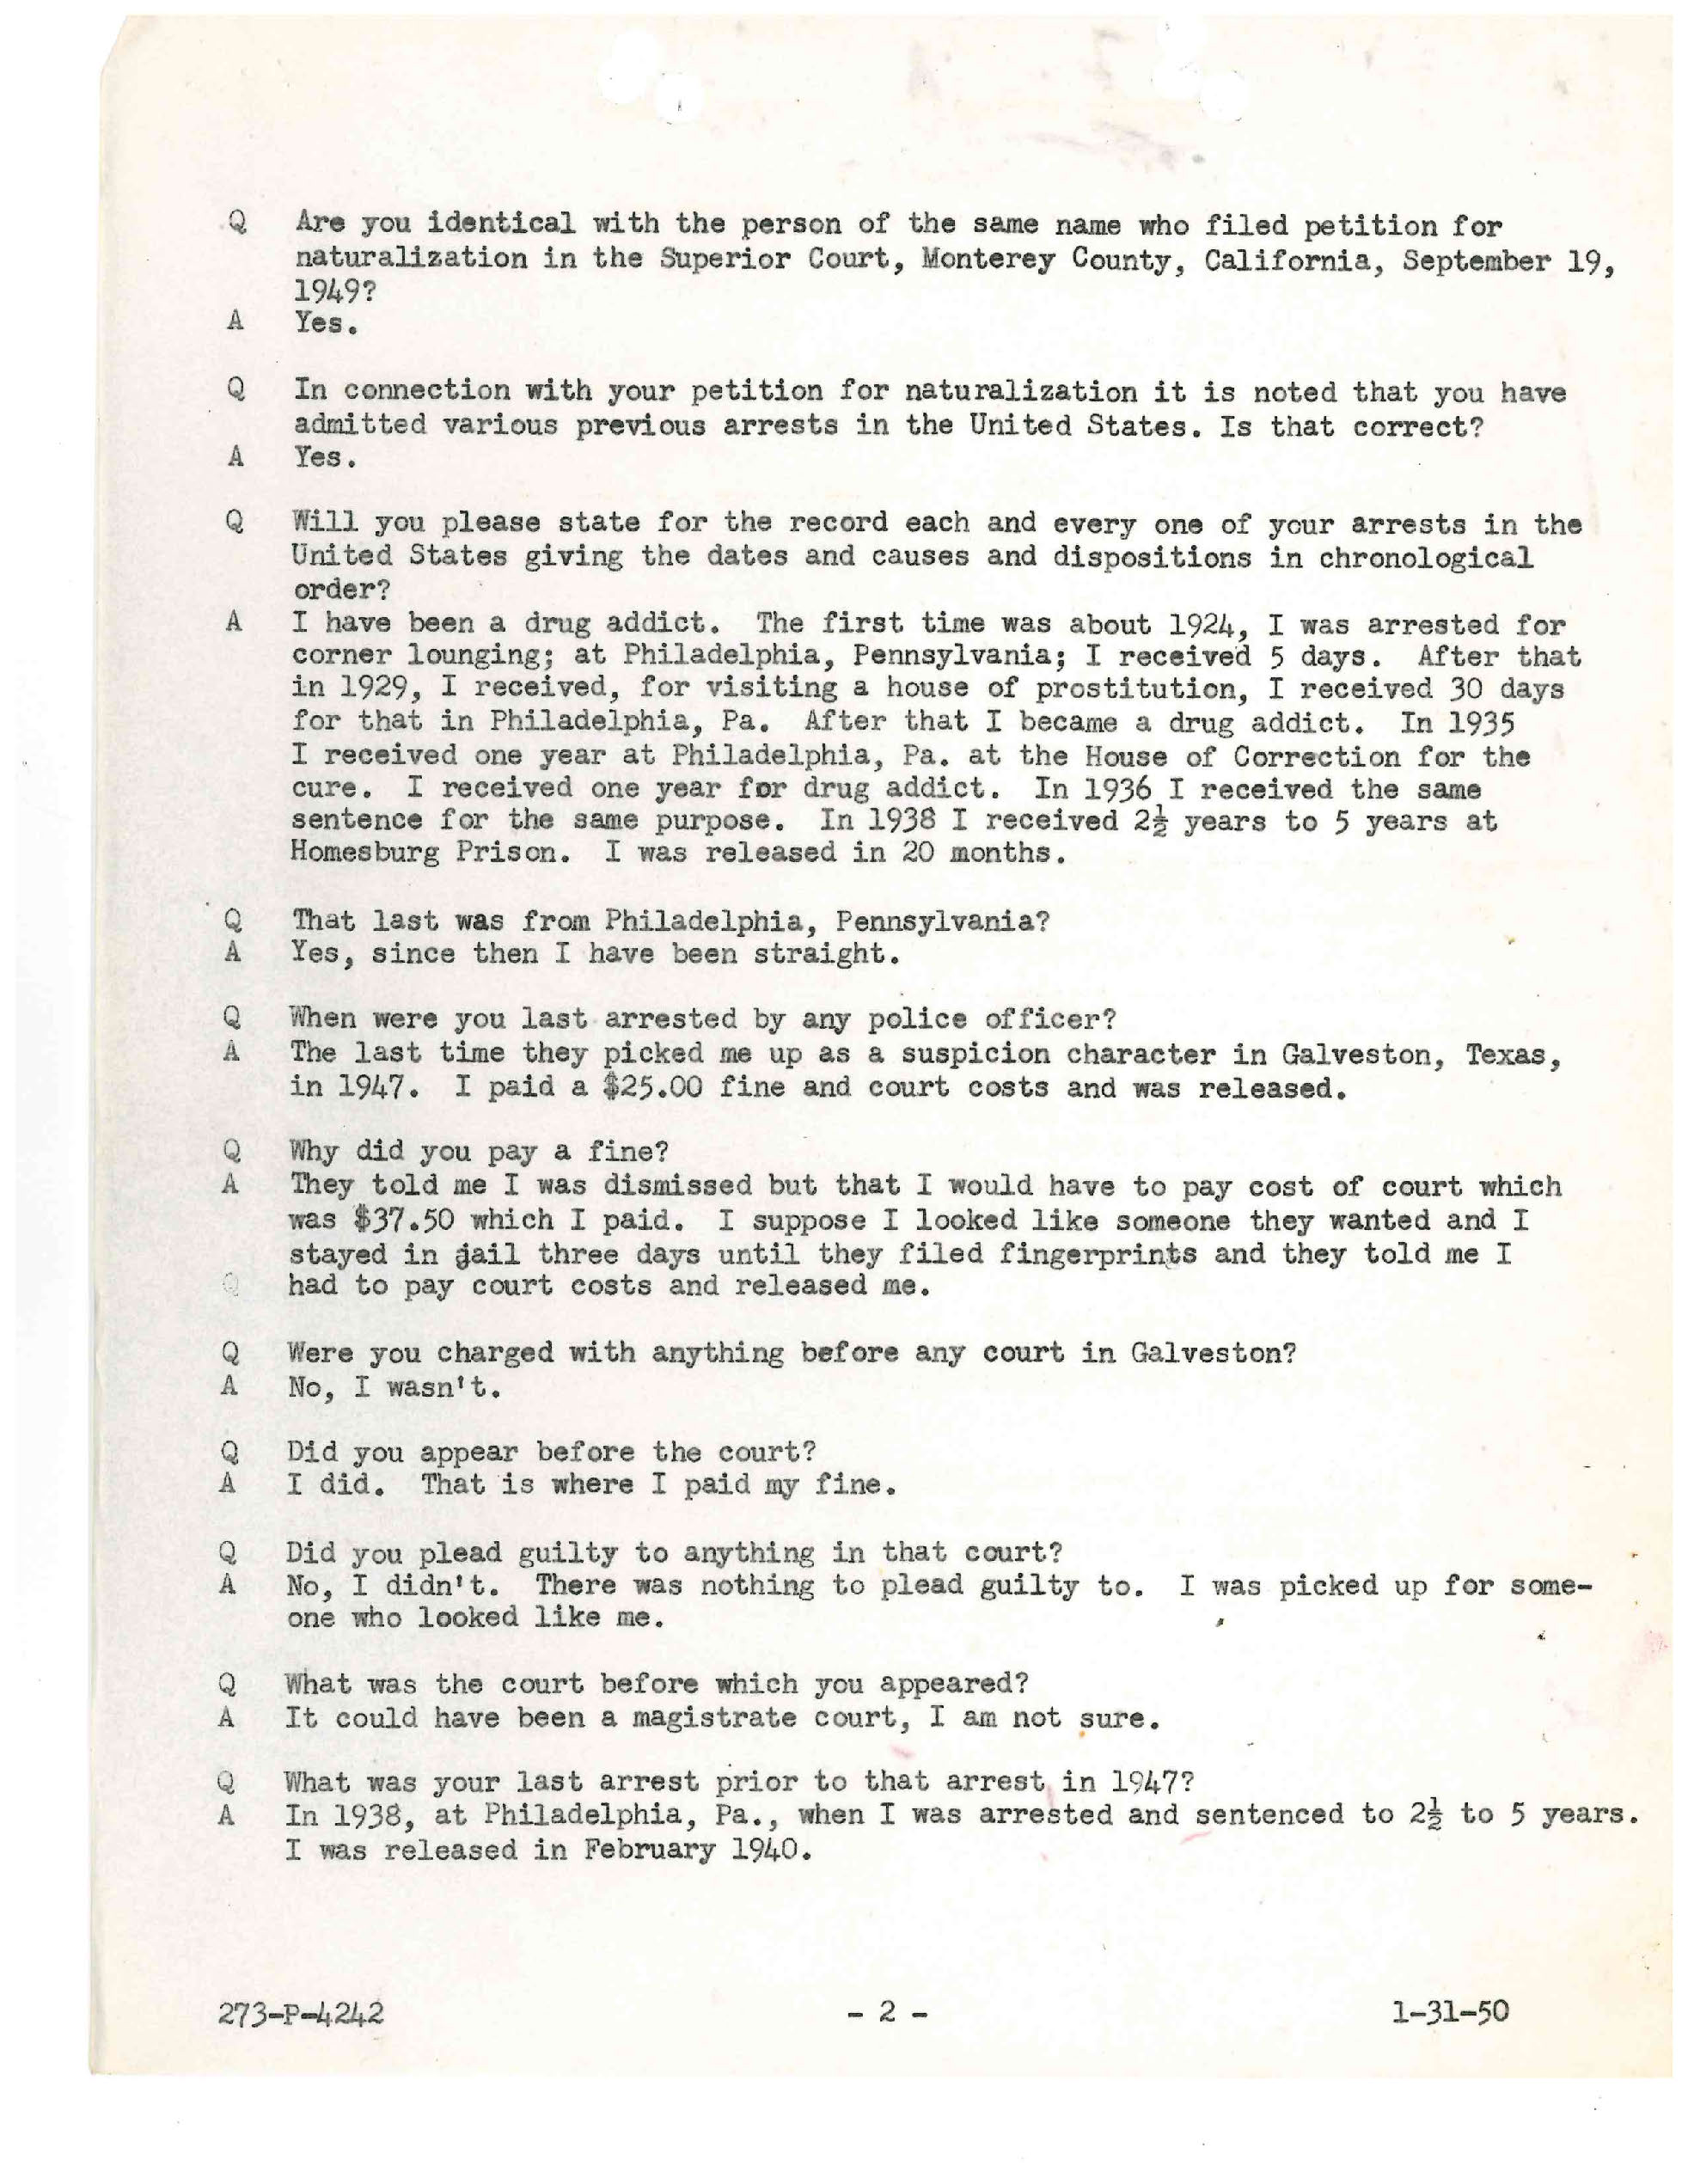 Q Are you identical with the person of the same name who filed petition for
naturalization in the Superior Court, Monterey County, California, September 19,
1949?
A Yes.
Q In connection with your petition for naturalization it is noted that you have
admitted various previous arrests in the United States. Is that correct?
A Yes.
Q Will you please state for the record each and every one of your arrests in the
United States giving the dates and causes and dispositions in chronological
order?
A I have been a drug addict. The first time was about 1924, I was arrested for
corner lounging; at Philadelphia, Pennsylvania; I received 5 days. After that
in 1929, I received, for visiting a house of prostitution, I received 30 days
for that in Philadelphia, Pa. After that I became a drug addict. In 1935
I received one year at Philadelphia, Pa. at the House of Correction for the
cure. I received one year for drug addict. In 1936 I received the same
sentence for the same purpose. In 1938 I received 2½ years to 5 years at
Homesburg Prison. I was released in 20 months.
Q That last was from Philadelphia, Pennsylvania?
A Yes, since then I have been straight.
Q When were you last arrested by any police officer?
A The last time they picked me up as a suspicion character in Galveston, Texas,
in 1947. I paid a $25.00 fine and court costs and was released.
Q Why did you pay a fine?
A They told me I was dismissed but that I would have to pay cost of court which
was $37.50 which I paid. I suppose I looked like someone they wanted and I
stayed in jail three days until they filed fingerprints and they told me I
Q had to pay court costs and released me.
Q Were you charged with anything before any court in Galveston?
A No, I wasn't.
Q Did you appear before the court?
A I did. That is where I paid my fine.
Q Did you plead guilty to anything in that court?
A No, I didn't. There was nothing to plead guilty to. I was picked up for some-
one who looked like me.
Q What was the court before which you appeared?
A It could have been a magistrate court, I am not sure.
Q What was your last arrest prior to that arrest in 1947?
A In 1938, at Philadelphia, Pa., when I was arrested and sentenced to 2½ to 5 years.
I was released in February 1940.
273-P-4242 - 2 - 1-31-50